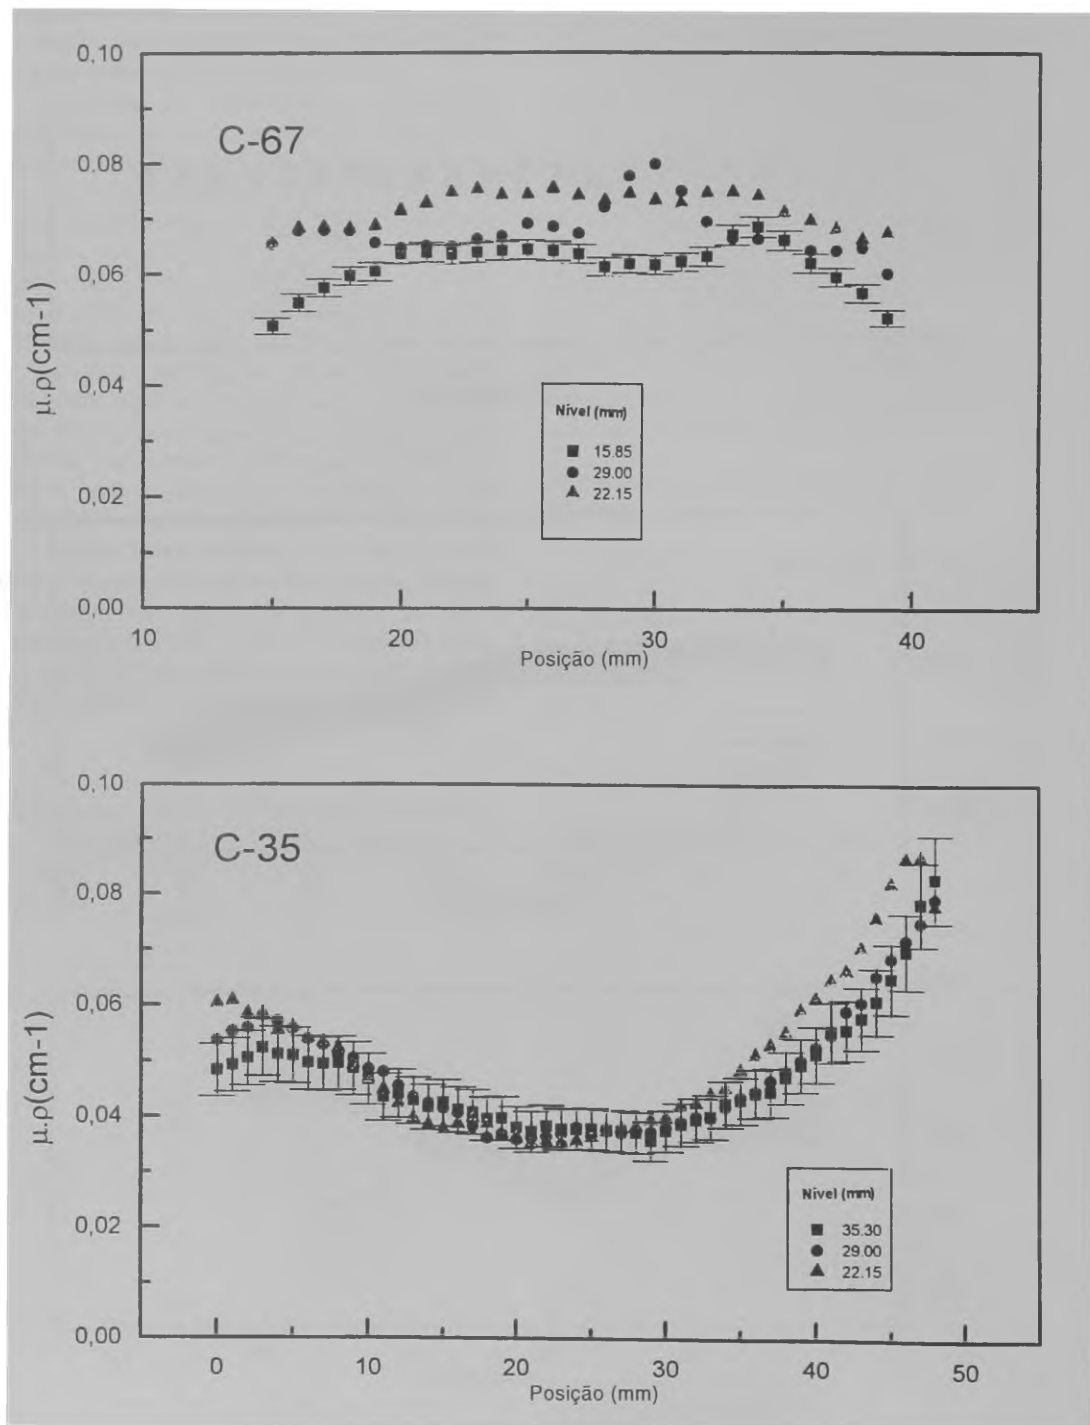 0,10
C-67
0,08
0,06
0,04
0,02
0,00
μ.ρ(cm-1)
Nível (mm)
15.85
29.00
22.15
10 20 30 40
Posição (mm)
0,10
C-35
0,08
0,06
0,04
0,02
0,00
μ.ρ(cm-1)
Nível (mm)
35.30
29.00
22.15
0 10 20 30 40 50
Posição (mm)